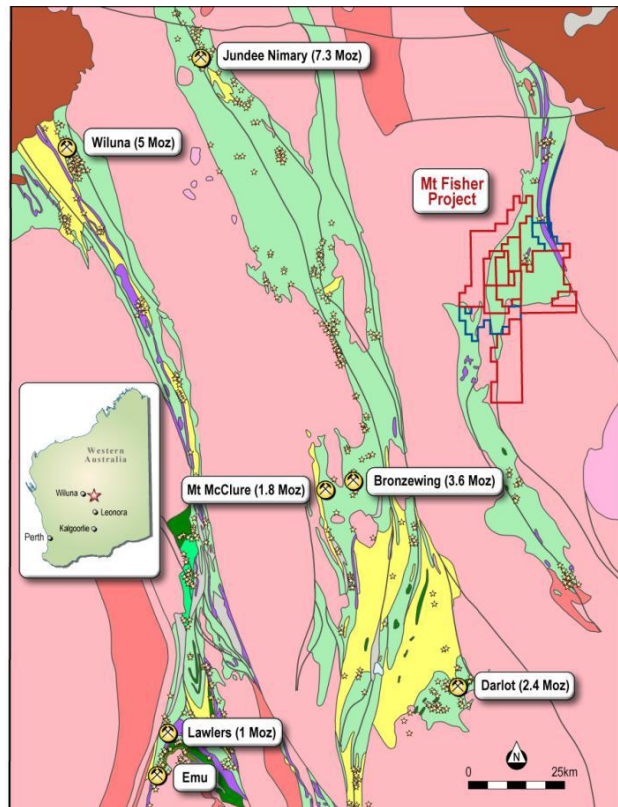 Jundee Nimary (7.3 Moz)
Wiluna (5 Moz)
Mt Fisher
Project
Western
Australia
Wiluna
Leonora
Kalgoorlie
Perth
Mt McClure (1.8 Moz)
Bronzewing (3.6 Moz)
Darlot (2.4 Moz)
Lawlers (1 Moz)
Emu
N
0
25km